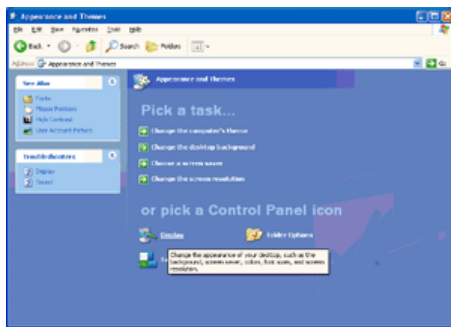 Appearance and Themes
File Edit View Favorites Tools Help
Back Search Folders
Address Appearance and Themes Go
See Also
Fonts
Mouse Pointers
High Contrast
User Account Picture
Troubleshooters
Display
Sound
Appearance and Themes
Pick a task...
Change the computer's theme
Change the desktop background
Choose a screen saver
Change the screen resolution
or pick a Control Panel icon
Display
Folder Options
Change the appearance of your desktop, such as the
background, screen saver, colors, font sizes, and screen
resolution.